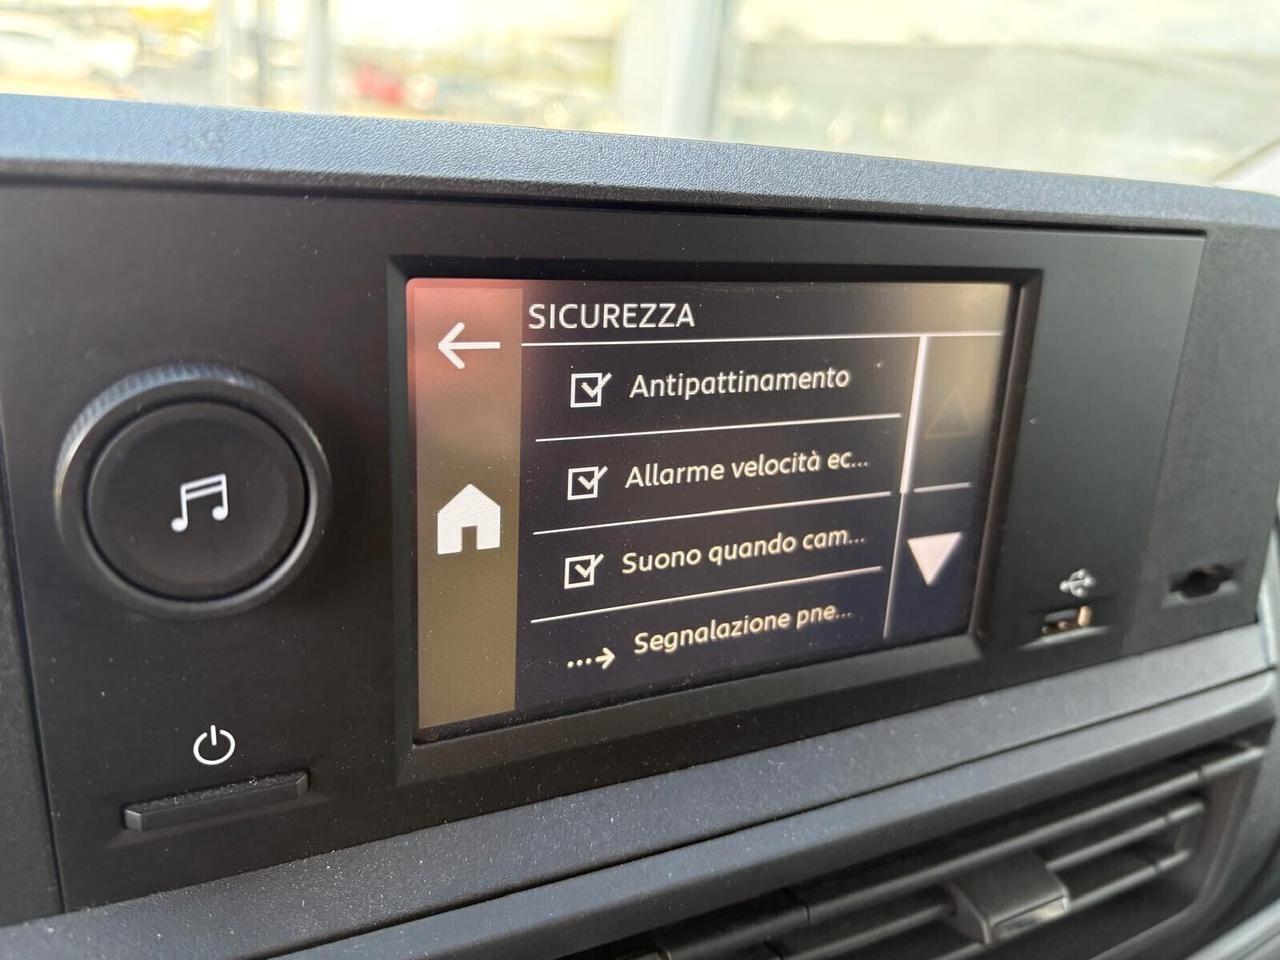 SICUREZZA
Antipattinamento
Allarme velocità ec...
Suono quando cam...
Segnalazione pne...